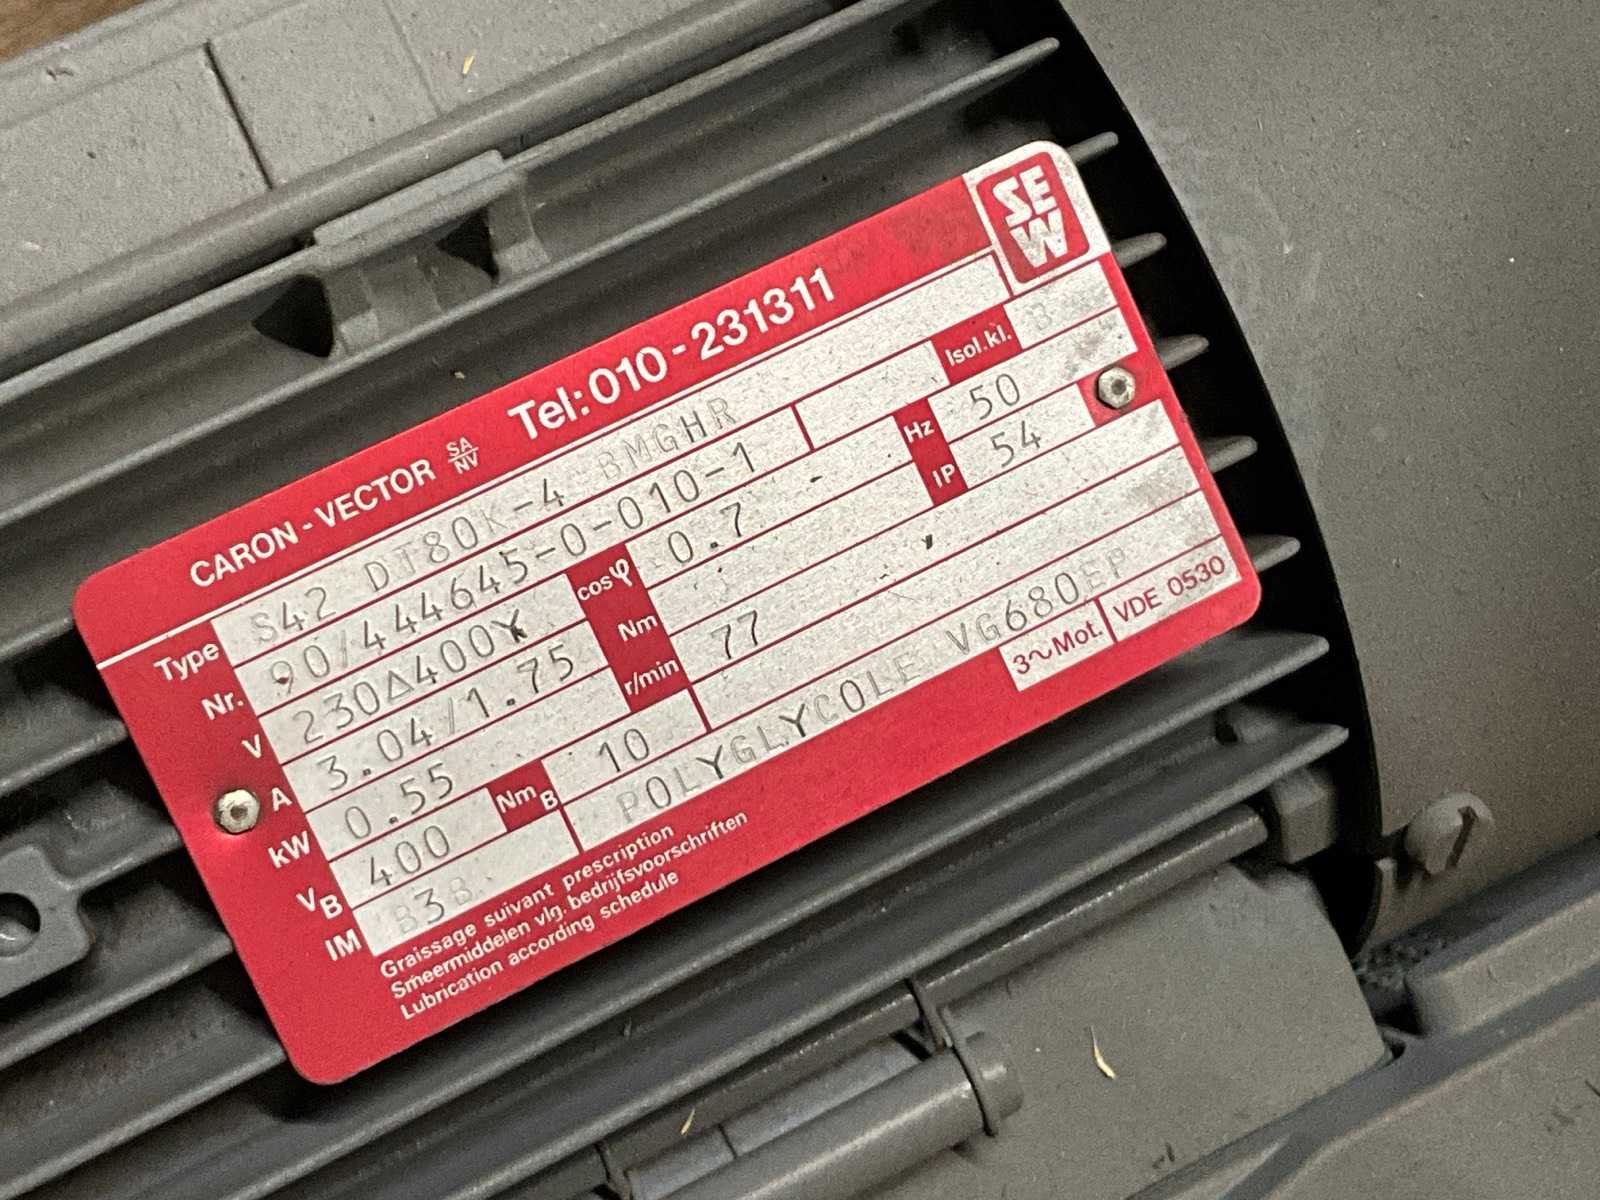 SEW
CARON - VECTOR SA/NV Tel: 010-231311
Type S42 DT80K-4 BMGHR
Nr. 90/444645-0-010-1 Isol.kl. B
V 230Δ400Y cosφ 0.7 Hz 50
A 3.04/1.75 Nm IP 54
kW 0.55 r/min 77
VB 400 Nm B 10
IM B3 POLYGLYCOLE VG680EP
3~Mot. VDE 0530
Graissage suivant prescription
Smeermiddelen vlg. bedrijfsvoorschriften
Lubrication according schedule